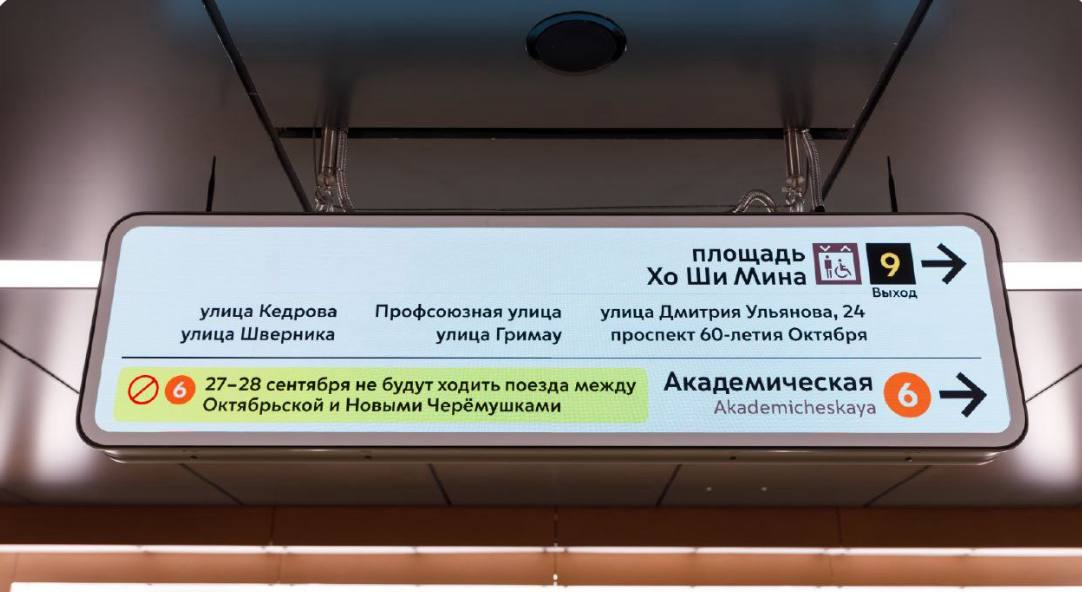 площадь
Хо Ши Мина
9
Выход
улица Кедрова
улица Шверника
Профсоюзная улица
улица Гримау
улица Дмитрия Ульянова, 24
проспект 60-летия Октября
6 27–28 сентября не будут ходить поезда между
Октябрьской и Новыми Черёмушками
Академическая
Akademicheskaya
6